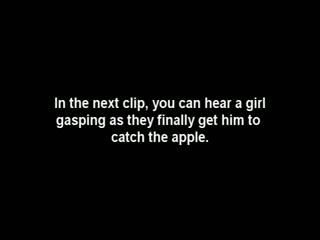 In the next clip, you can hear a girl
gasping as they finally get him to
catch the apple.